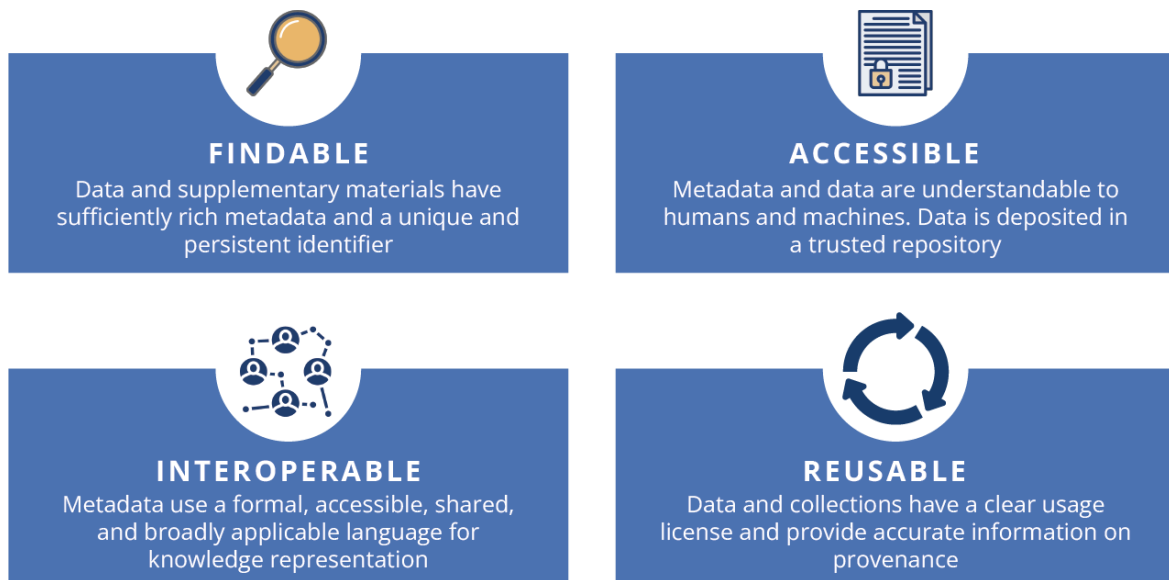 FINDABLE
Data and supplementary materials have
sufficiently rich metadata and a unique and
persistent identifier
ACCESSIBLE
Metadata and data are understandable to
humans and machines. Data is deposited in
a trusted repository
INTEROPERABLE
Metadata use a formal, accessible, shared,
and broadly applicable language for
knowledge representation
REUSABLE
Data and collections have a clear usage
license and provide accurate information on
provenance